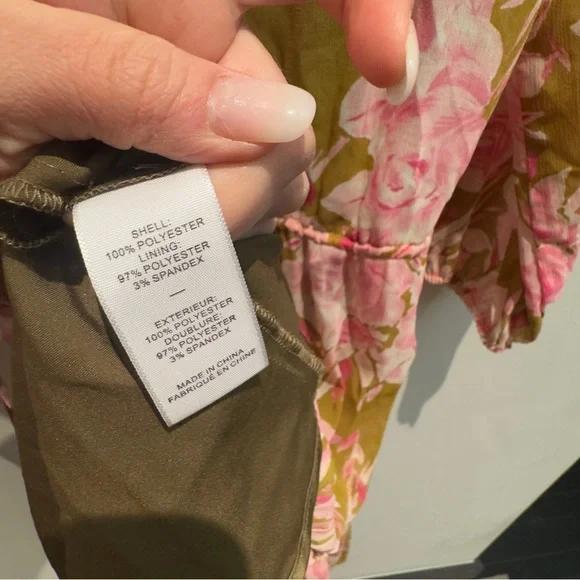 SHELL:
100% POLYESTER
LINING:
97% POLYESTER
3% SPANDEX
—
EXTERIEUR:
100% POLYESTER
DOUBLURE:
97% POLYESTER
3% SPANDEX
MADE IN CHINA
FABRIQUÉ EN CHINE